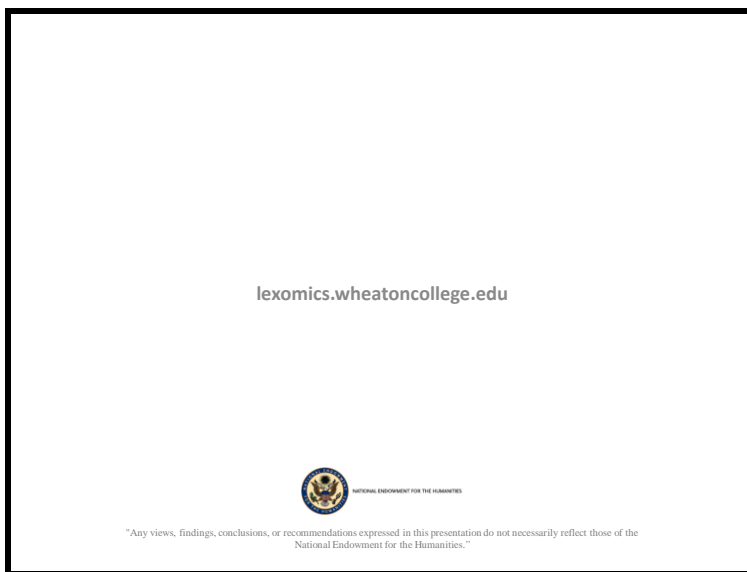 lexomics.wheatoncollege.edu
NATIONAL ENDOWMENT FOR THE HUMANITIES
"Any views, findings, conclusions, or recommendations expressed in this presentation do not necessarily reflect those of the
National Endowment for the Humanities."